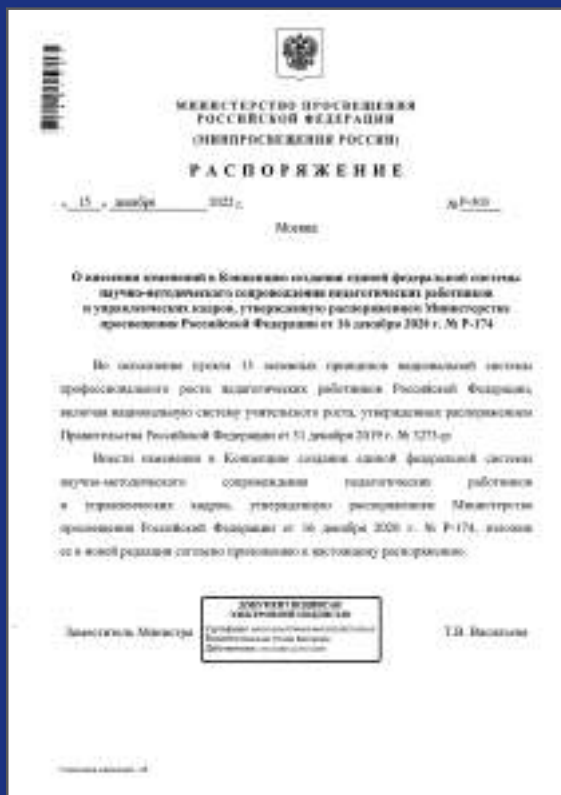 МИНИСТЕРСТВО ПРОСВЕЩЕНИЯ
РОССИЙСКОЙ ФЕДЕРАЦИИ
(МИНПРОСВЕЩЕНИЯ РОССИИ)
РАСПОРЯЖЕНИЕ
« 15 » декабря 2022 г.
№
Москва
О внесении изменений в Концепцию создания единой федеральной системы
научно-методического сопровождения педагогических работников
и управленческих кадров, утвержденную распоряжением Министерства
просвещения Российской Федерации от 16 декабря 2020 г. № Р-174
Во исполнение пункта основных принципов национальной системы
профессионального роста педагогических работников Российской Федерации,
включая национальную систему учительского роста, утвержденных распоряжением
Правительства Российской Федерации от 31 декабря 2019 г. № 3273-р:
Внести изменения в Концепцию создания единой федеральной системы
научно-методического сопровождения педагогических работников
и управленческих кадров, утвержденную распоряжением Министерства
просвещения Российской Федерации от 16 декабря 2020 г. № Р-174, изложив
ее в новой редакции согласно приложению к настоящему распоряжению.
ДОКУМЕНТ ПОДПИСАН
ЭЛЕКТРОННОЙ ПОДПИСЬЮ
Заместитель Министра
Т.В. Васильева